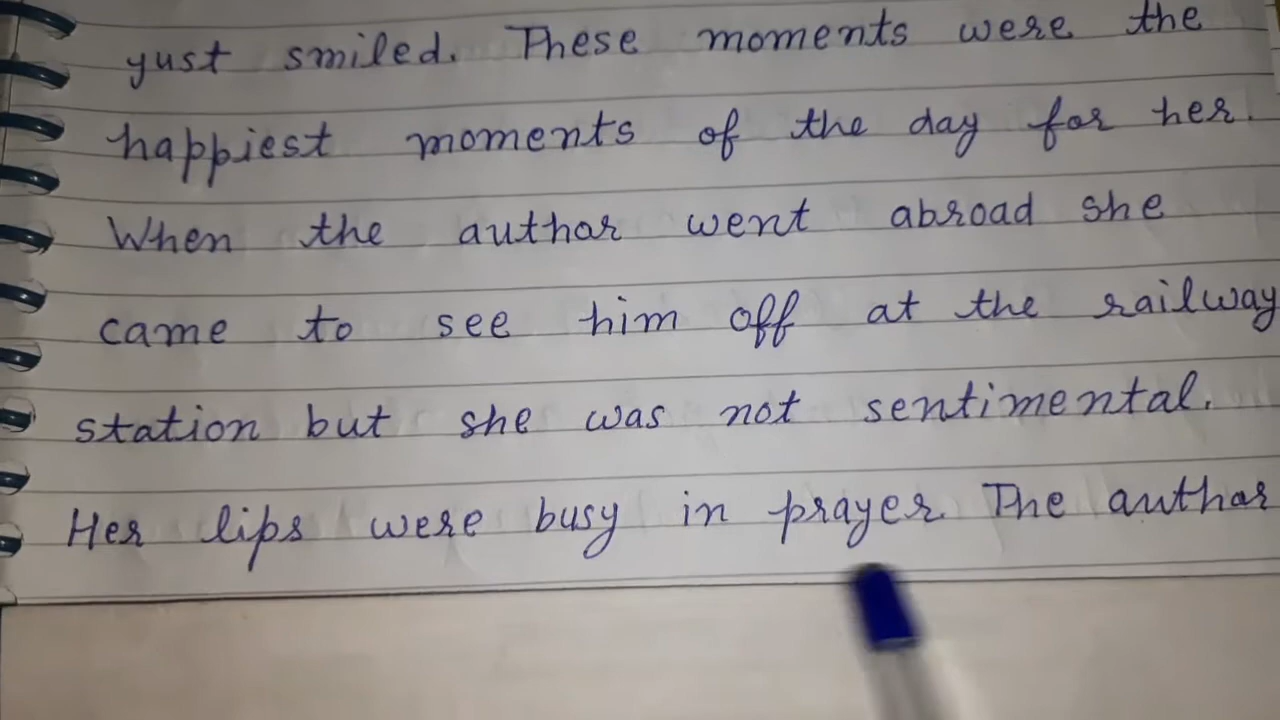 just smiled. These moments were the
happiest moments of the day for her.
When the author went abroad she
came to see him off at the railway
station but she was not sentimental.
Her lips were busy in prayer. The author